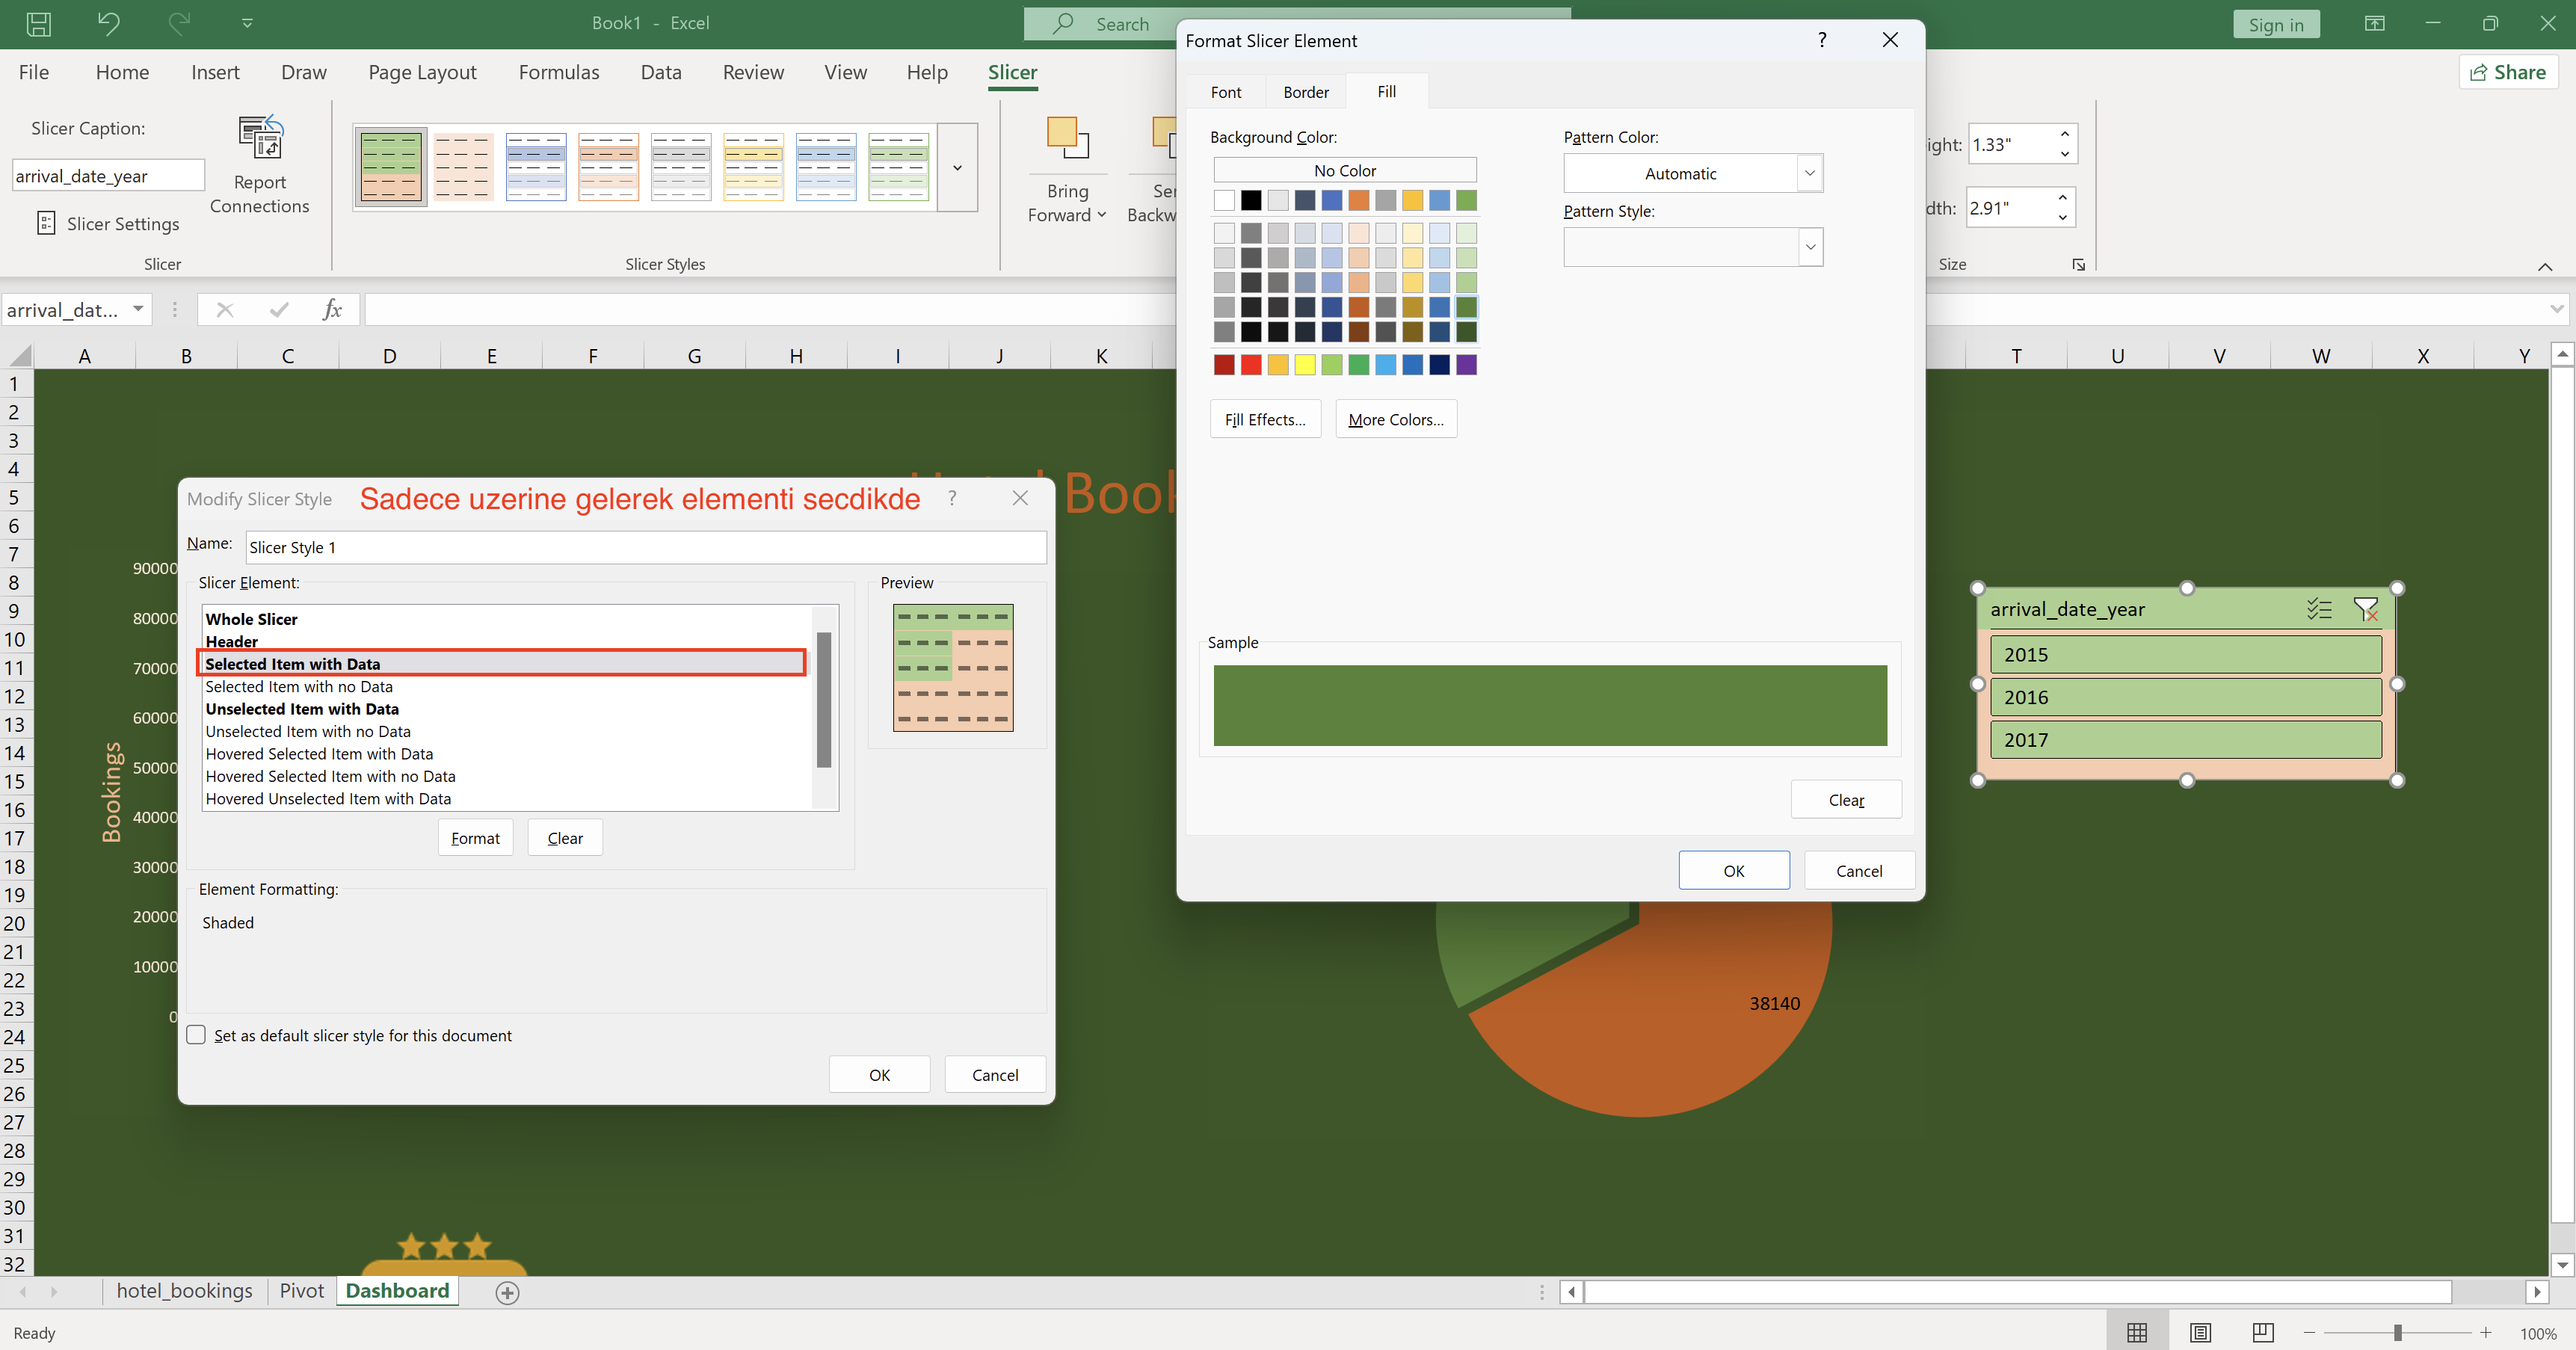 Book1 - Excel
Search
Sign in
File Home Insert Draw Page Layout Formulas Data Review View Help Slicer
Share
Slicer Caption:
arrival_date_year
Slicer Settings
Report
Connections
Slicer
Slicer Styles
Bring
Forward
Ser
Backw
ight: 1.33"
dth: 2.91"
Size
arrival_dat...
fx
A B C D E F G H I J K T U V W X Y
1
2
3
4
5
6
7
8
9
10
11
12
13
14
15
16
17
18
19
20
21
22
23
24
25
26
27
28
29
30
31
32
Book
Bookings
90000
80000
70000
60000
50000
40000
30000
20000
10000
0
Modify Slicer Style
Sadece uzerine gelerek elementi secdikde
?
Name: Slicer Style 1
Slicer Element:
Whole Slicer
Header
Selected Item with Data
Selected Item with no Data
Unselected Item with Data
Unselected Item with no Data
Hovered Selected Item with Data
Hovered Selected Item with no Data
Hovered Unselected Item with Data
Preview
Format Clear
Element Formatting:
Shaded
Set as default slicer style for this document
OK Cancel
Format Slicer Element
?
Font Border Fill
Background Color:
No Color
Pattern Color:
Automatic
Pattern Style:
Fill Effects... More Colors...
Sample
Clear
OK Cancel
38140
arrival_date_year
2015
2016
2017
hotel_bookings Pivot Dashboard
Ready
100%